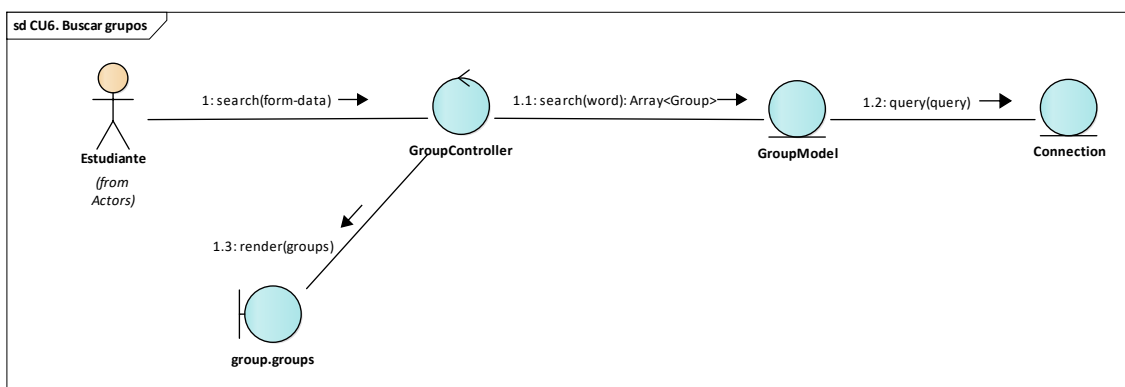 sd CU6. Buscar grupos
1: search(form-data)
1.1: search(word): Array<Group>
1.2: query(query)
Estudiante
(from
Actors)
GroupController
GroupModel
Connection
1.3: render(groups)
group.groups